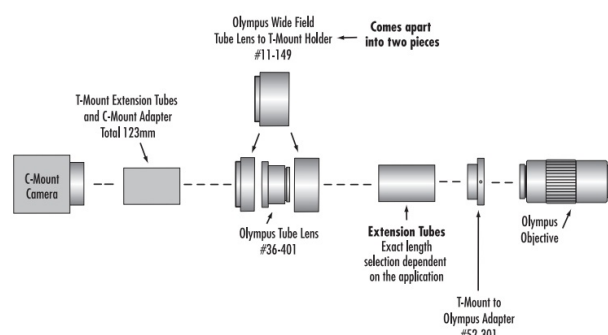 Olympus Wide Field
Tube Lens to T-Mount Holder
#11-149
Comes apart
into two pieces
T-Mount Extension Tubes
and C-Mount Adapter
Total 123mm
C-Mount
Camera
Olympus Tube Lens
#36-401
Extension Tubes
Exact length
selection dependent
on the application
Olympus
Objective
T-Mount to
Olympus Adapter
#52-301